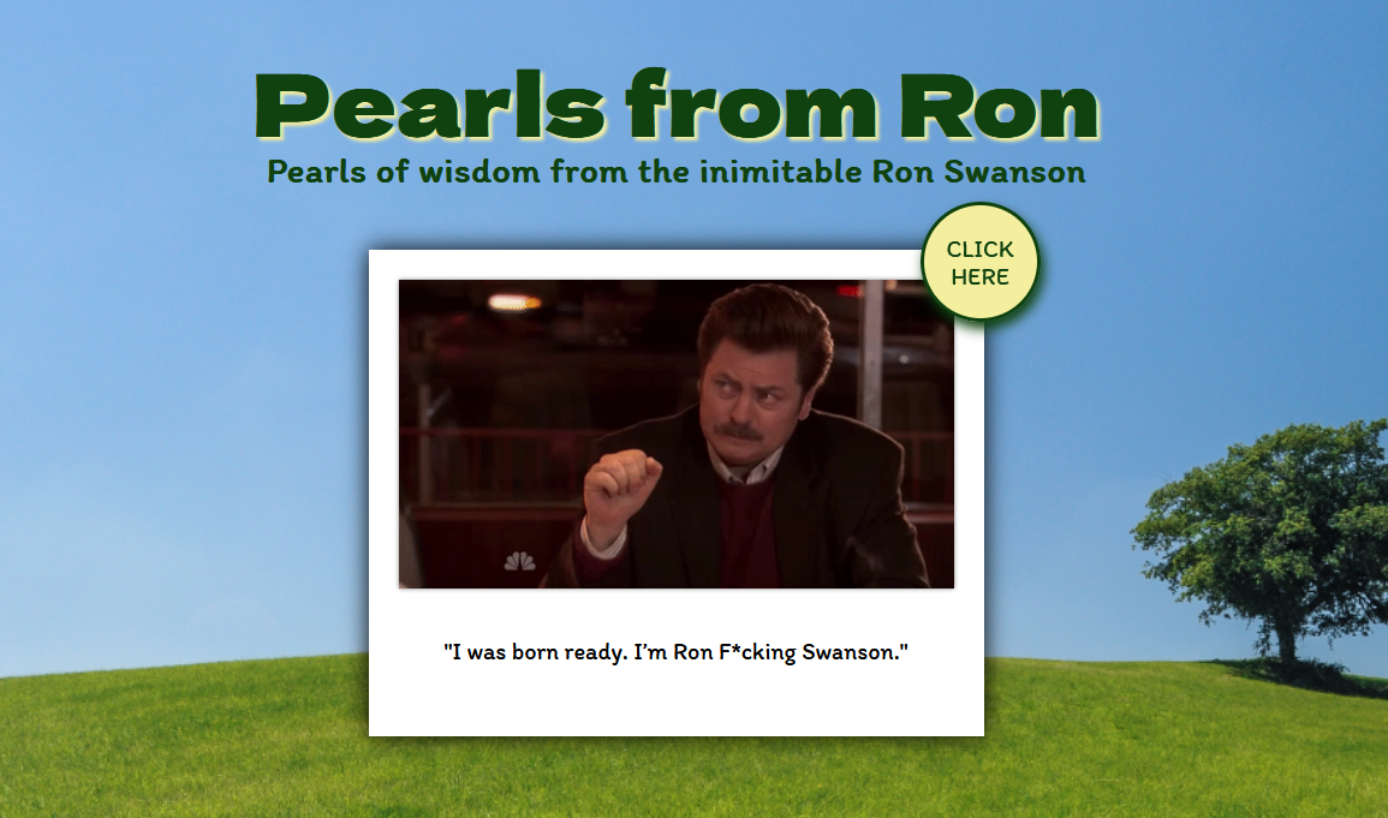 Pearls from Ron
Pearls of wisdom from the inimitable Ron Swanson
CLICK
HERE
"I was born ready. I’m Ron F*cking Swanson."